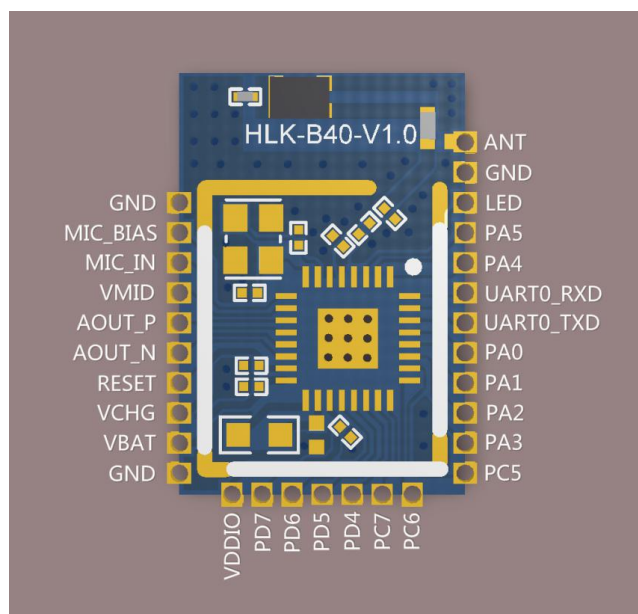 HLK-B40-V1.0
GND
MIC_BIAS
MIC_IN
VMID
AOUT_P
AOUT_N
RESET
VCHG
VBAT
GND
VDDIO
PD7
PD6
PD5
PD4
PC7
PC6
ANT
GND
LED
PA5
PA4
UART0_RXD
UART0_TXD
PA0
PA1
PA2
PA3
PC5